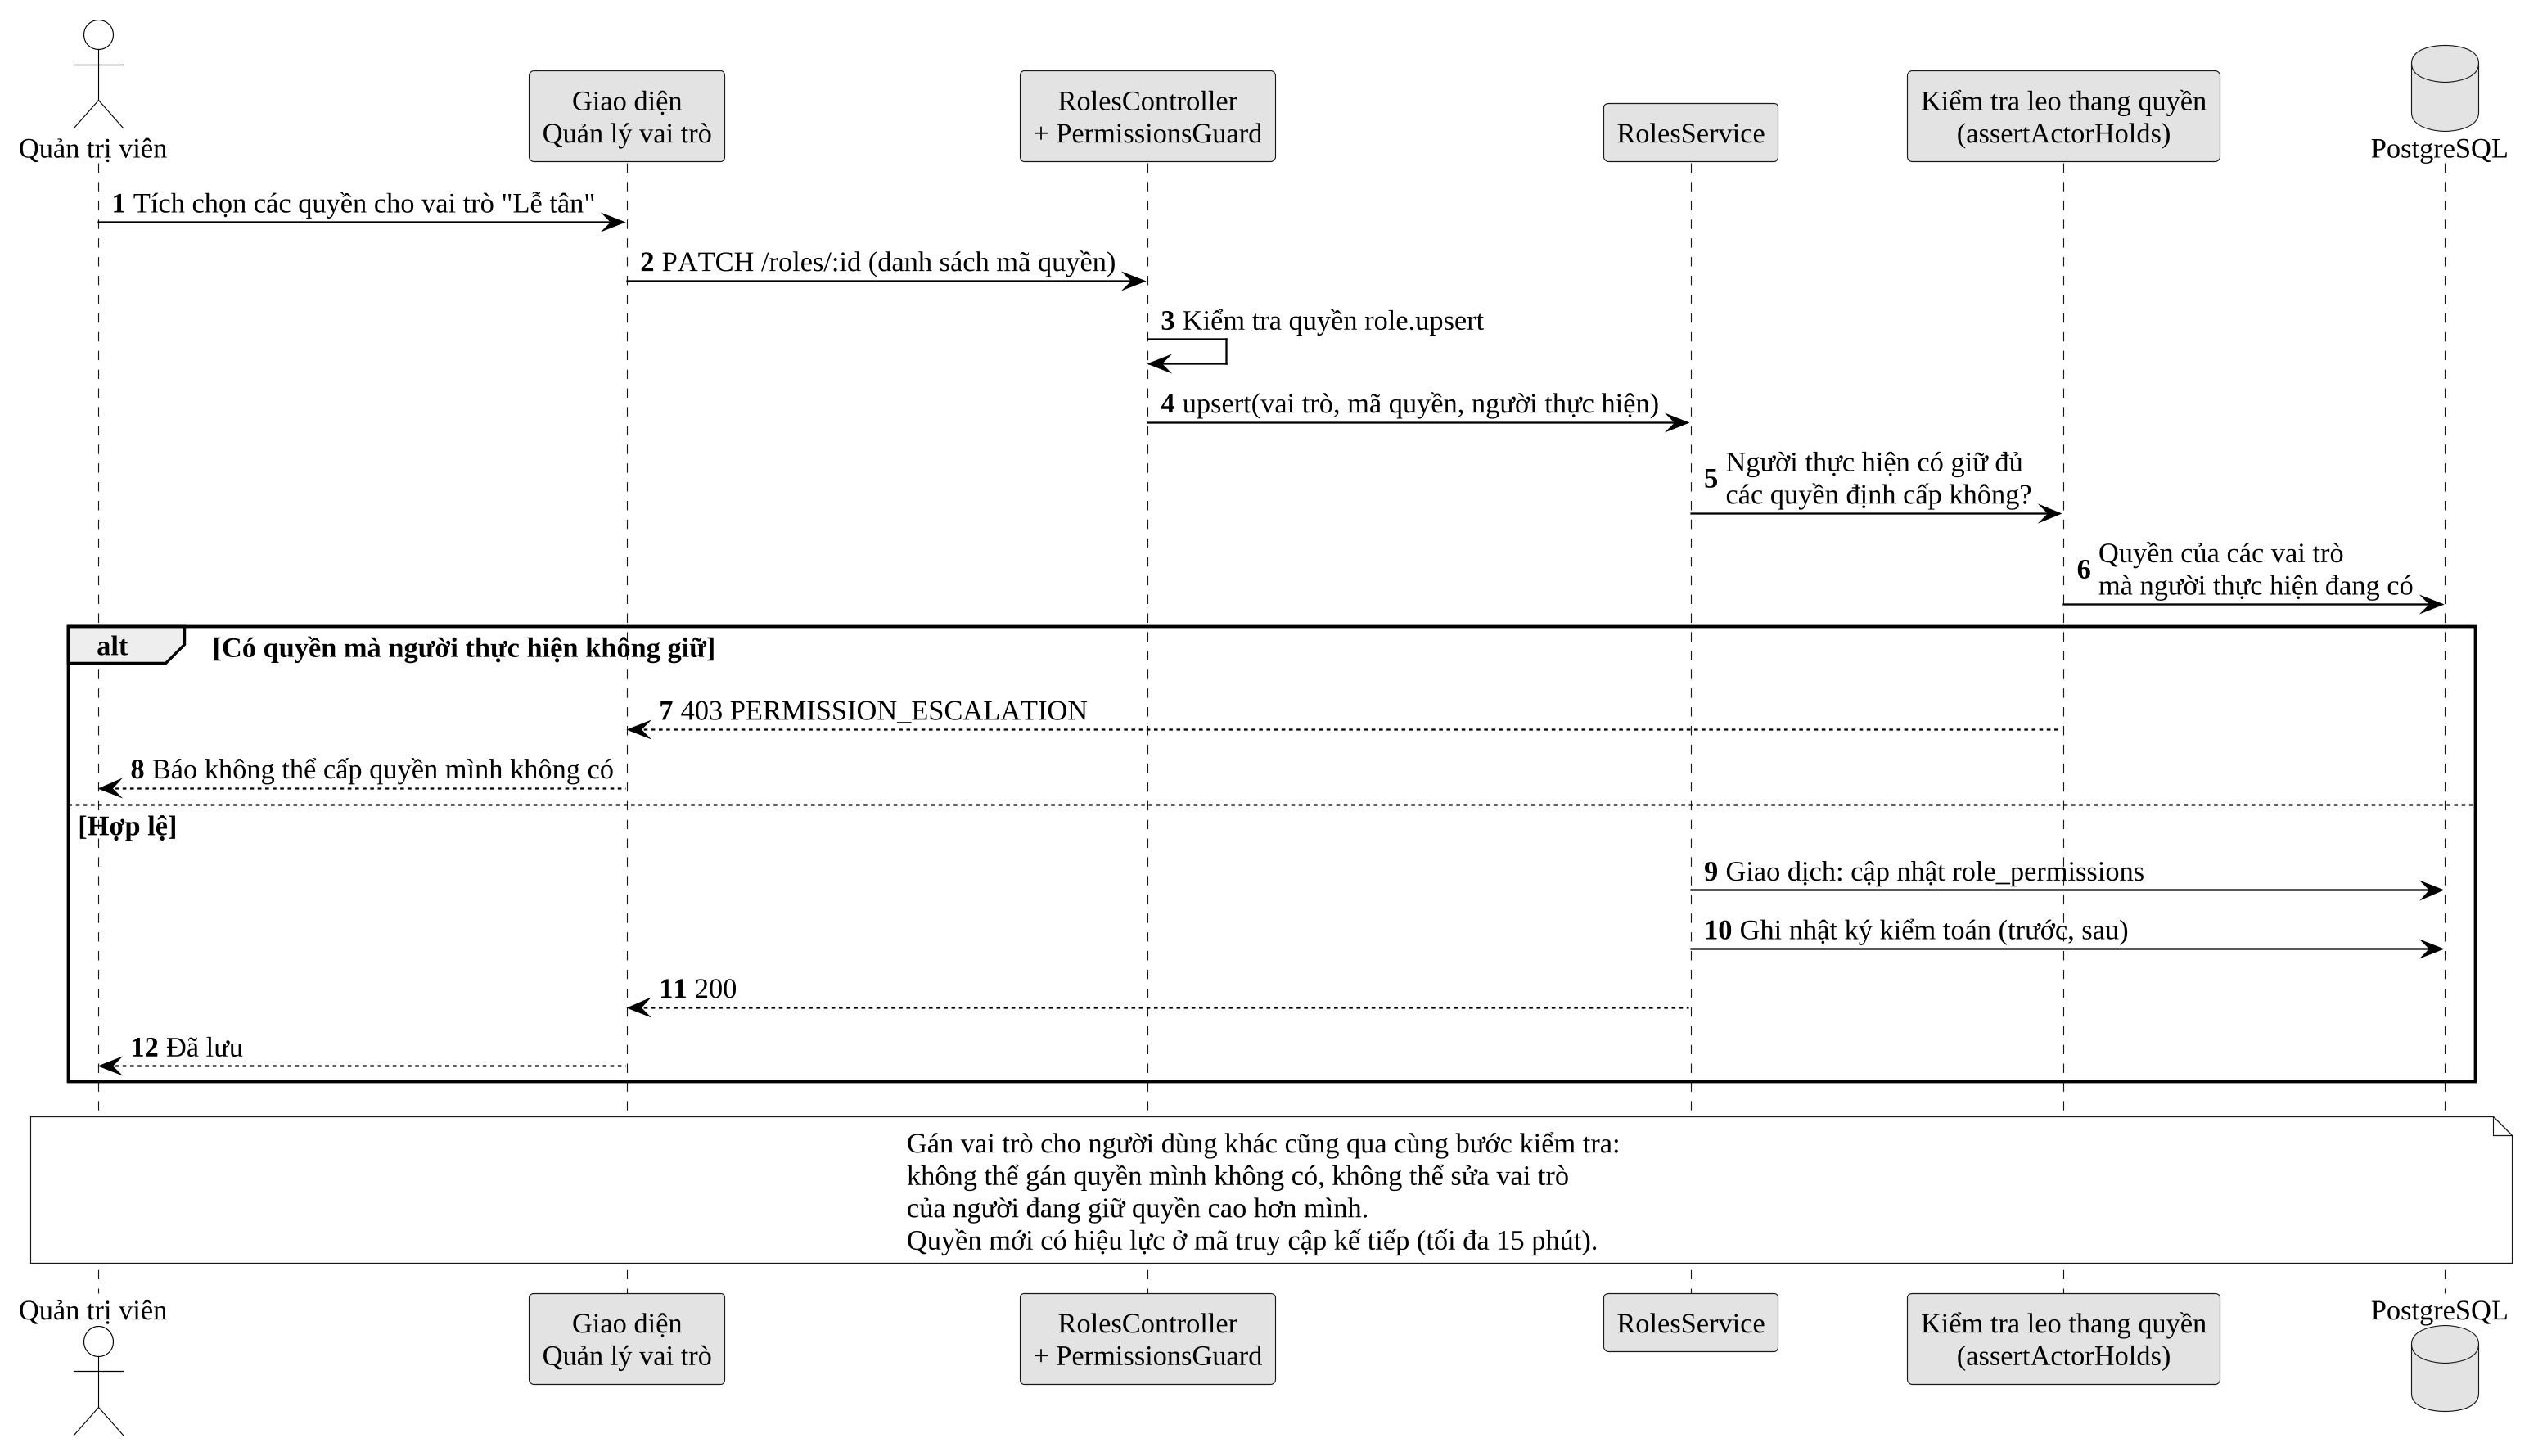 Quản trị viên
Giao diện
Quản lý vai trò
RolesController
+ PermissionsGuard
RolesService
Kiểm tra leo thang quyền
(assertActorHolds)
PostgreSQL
1 Tích chọn các quyền cho vai trò "Lễ tân"
2 PATCH /roles/:id (danh sách mã quyền)
3 Kiểm tra quyền role.upsert
4 upsert(vai trò, mã quyền, người thực hiện)
5 Người thực hiện có giữ đủ
các quyền định cấp không?
6 Quyền của các vai trò
mà người thực hiện đang có
alt [Có quyền mà người thực hiện không giữ]
7 403 PERMISSION_ESCALATION
8 Báo không thể cấp quyền mình không có
[Hợp lệ]
9 Giao dịch: cập nhật role_permissions
10 Ghi nhật ký kiểm toán (trước, sau)
11 200
12 Đã lưu
Gán vai trò cho người dùng khác cũng qua cùng bước kiểm tra:
không thể gán quyền mình không có, không thể sửa vai trò
của người đang giữ quyền cao hơn mình.
Quyền mới có hiệu lực ở mã truy cập kế tiếp (tối đa 15 phút).
Quản trị viên
Giao diện
Quản lý vai trò
RolesController
+ PermissionsGuard
RolesService
Kiểm tra leo thang quyền
(assertActorHolds)
PostgreSQL